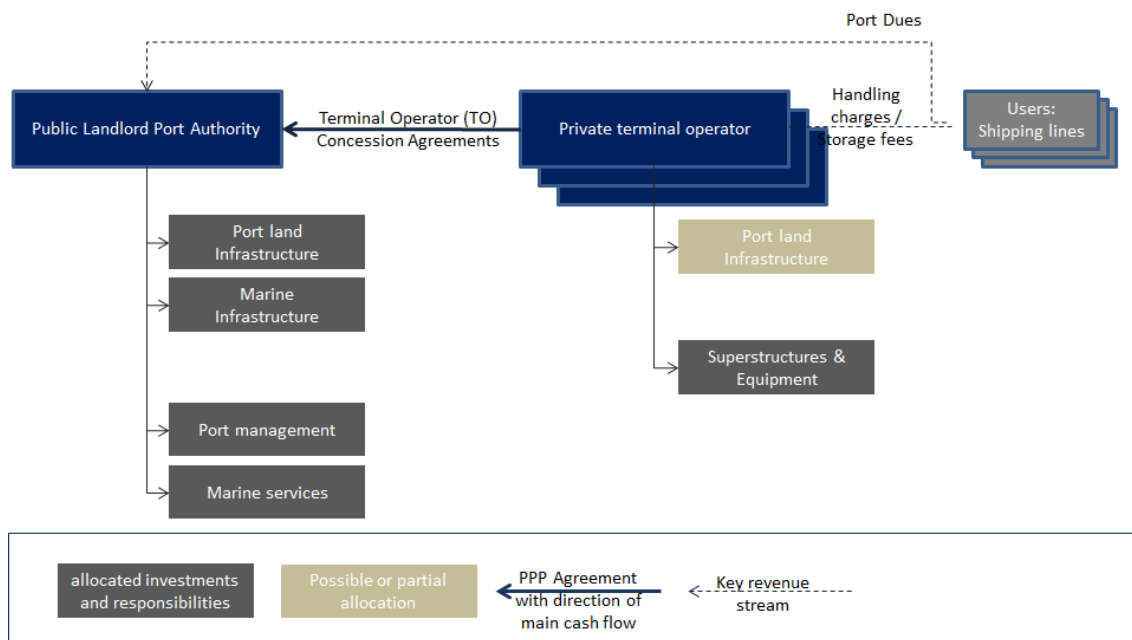 Port Dues
Public Landlord Port Authority
Terminal Operator (TO)
Concession Agreements
Private terminal operator
Handling
charges /
Storage fees
Users:
Shipping lines
Port land
Infrastructure
Marine
Infrastructure
Port management
Marine services
Port land
Infrastructure
Superstructures &
Equipment
allocated investments
and responsibilities
Possible or partial
allocation
PPP Agreement
with direction of
main cash flow
Key revenue
stream